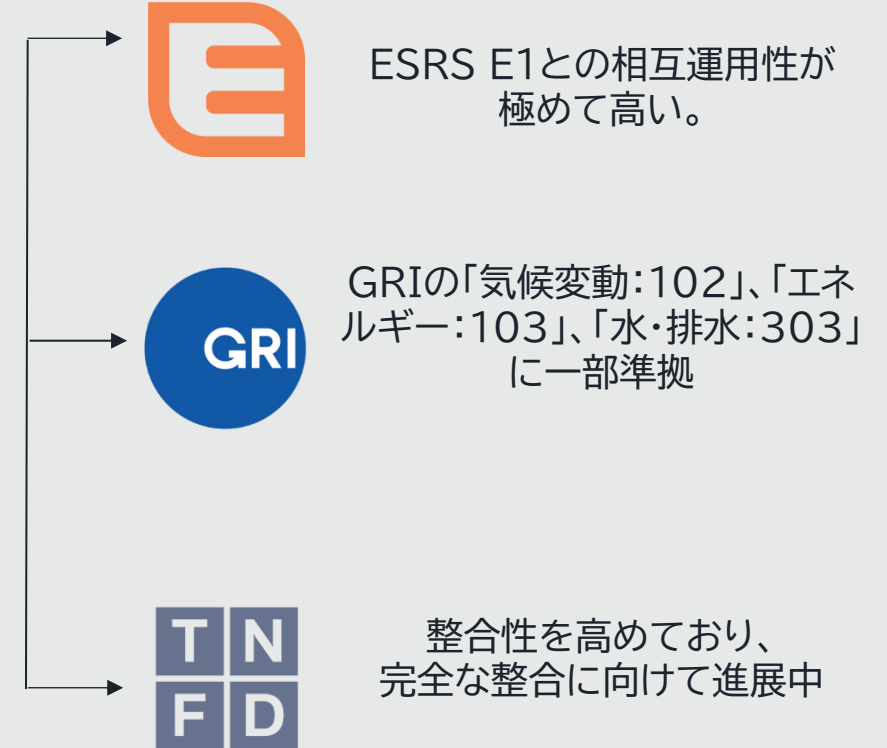 ESRS E1との相互運用性が
極めて高い。
GRI
GRIの「気候変動:102」、「エネ
ルギー:103」、「水・排水:303」
に一部準拠
T N
F D
整合性を高めており、
完全な整合に向けて進展中